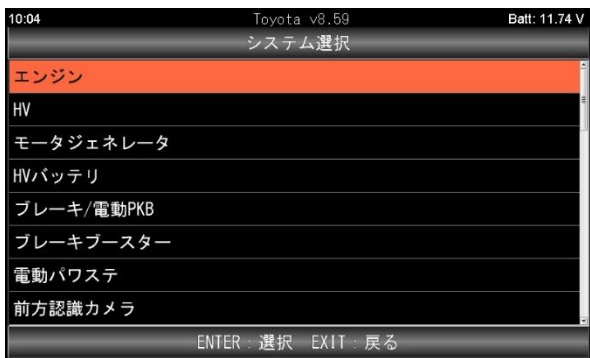 10:04 Toyota v8.59 Batt: 11.74 V
システム選択
エンジン
HV
モータジェネレータ
HVバッテリ
ブレーキ/電動PKB
ブレーキブースター
電動パワステ
前方認識カメラ
ENTER：選択 EXIT：戻る